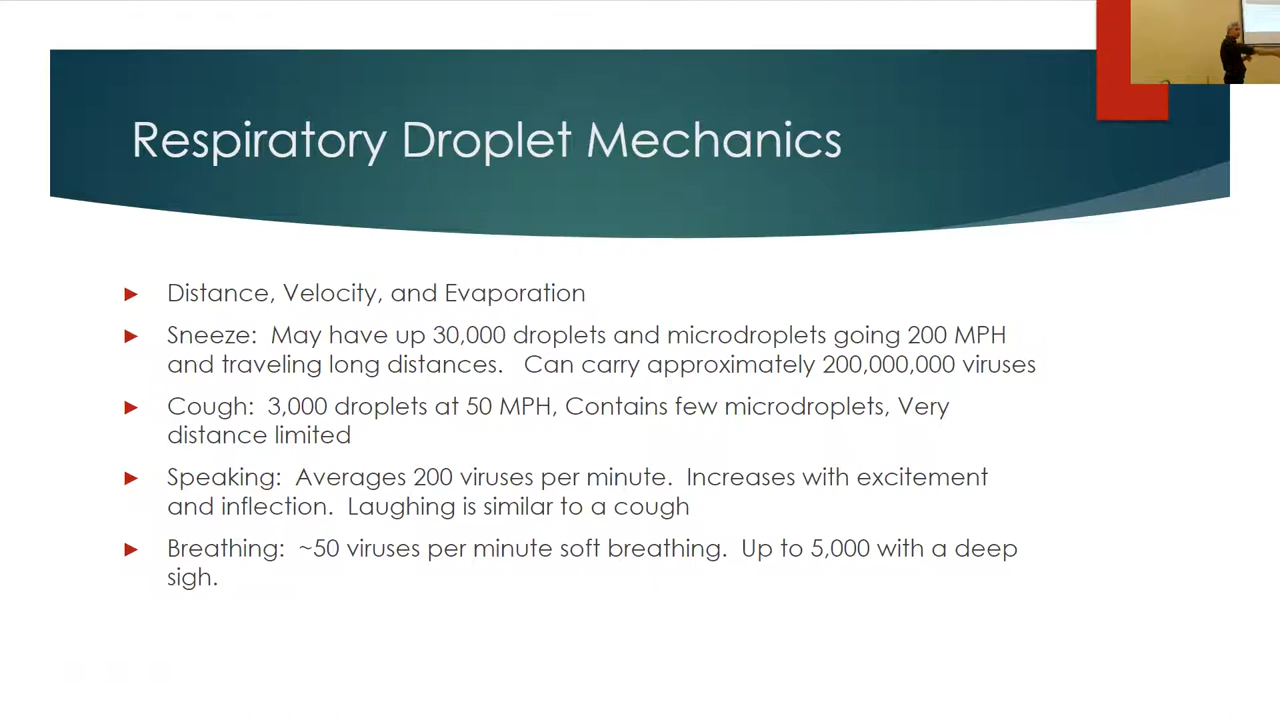 Respiratory Droplet Mechanics
Distance, Velocity, and Evaporation
Sneeze:  May have up 30,000 droplets and microdroplets going 200 MPH
and traveling long distances.   Can carry approximately 200,000,000 viruses
Cough:  3,000 droplets at 50 MPH, Contains few microdroplets, Very
distance limited
Speaking:  Averages 200 viruses per minute.  Increases with excitement
and inflection.  Laughing is similar to a cough
Breathing:  ~50 viruses per minute soft breathing.  Up to 5,000 with a deep
sigh.